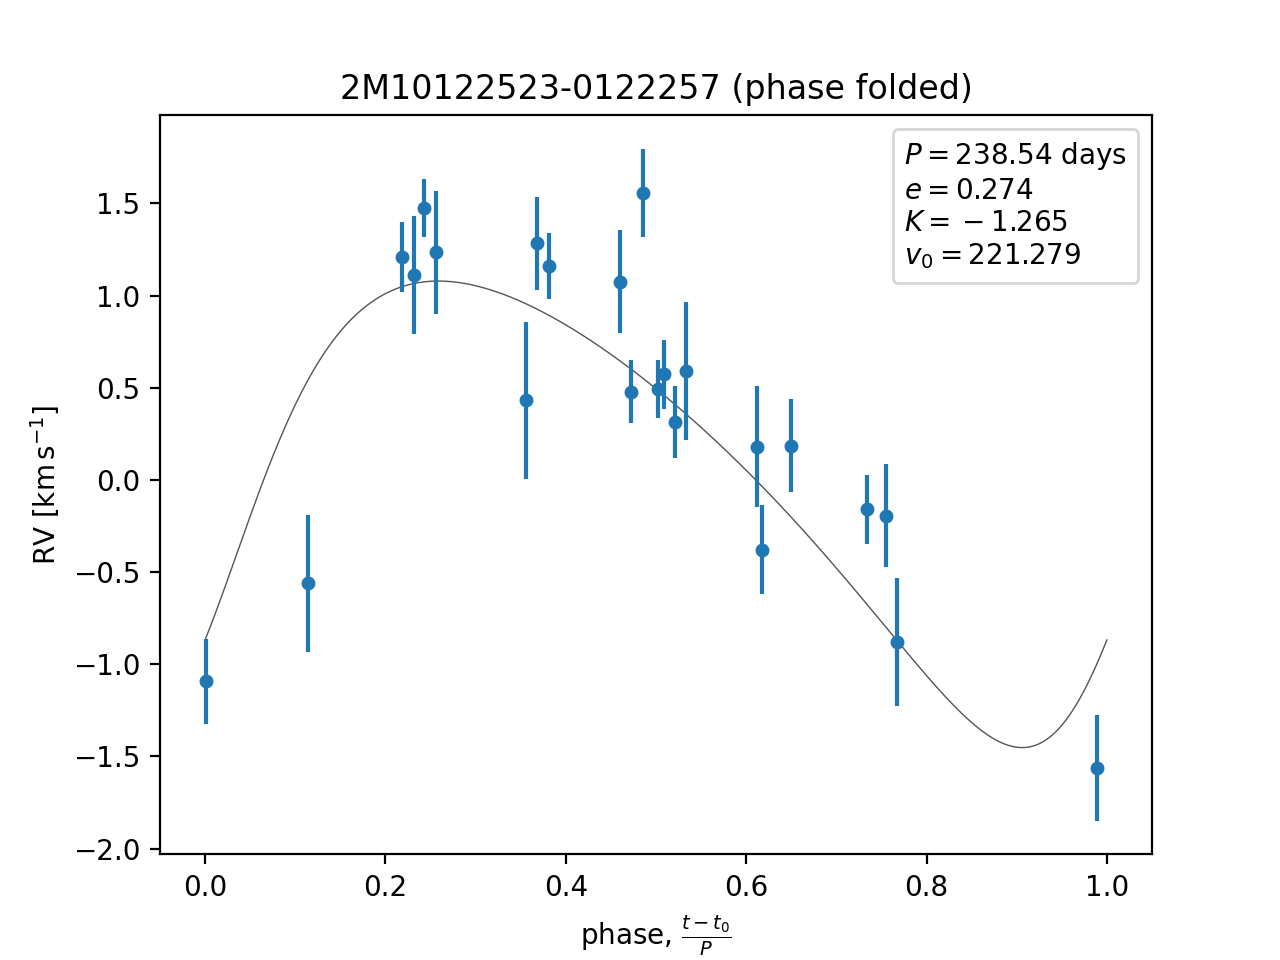 2M10122523-0122257 (phase folded)
P = 238.54 days
e = 0.274
K = −1.265
v₀ = 221.279
1.5
1.0
0.5
0.0
−0.5
−1.0
−1.5
−2.0
RV [km s⁻¹]
0.0 0.2 0.4 0.6 0.8 1.0
phase, (t − t₀)/P